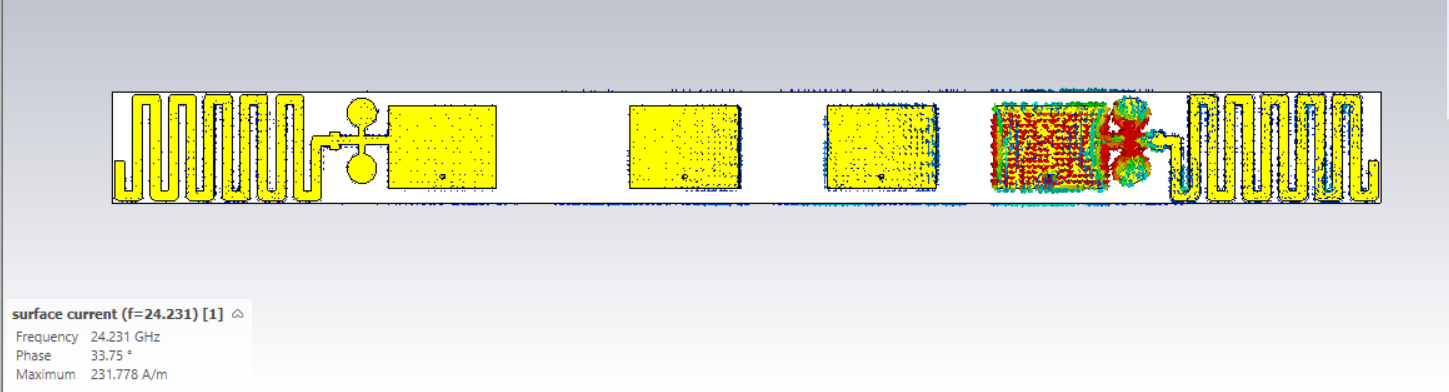 surface current (f=24.231) [1]
Frequency 24.231 GHz
Phase 33.75 °
Maximum 231.778 A/m